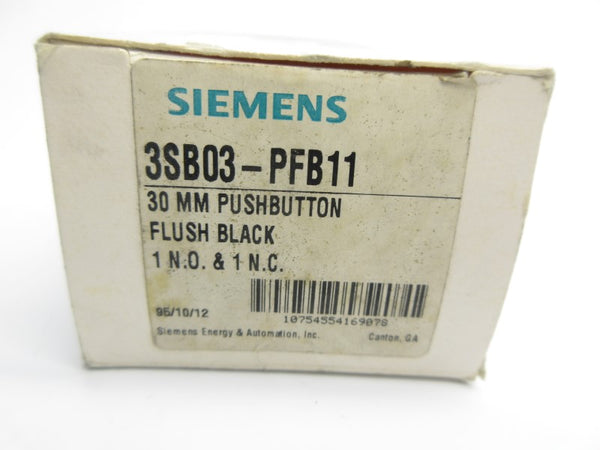 SIEMENS
3SB03-PFB11
30 MM PUSHBUTTON
FLUSH BLACK
1 N.O. & 1 N.C.
95/10/12
10754554169078
Siemens Energy & Automation, Inc. Canton, GA